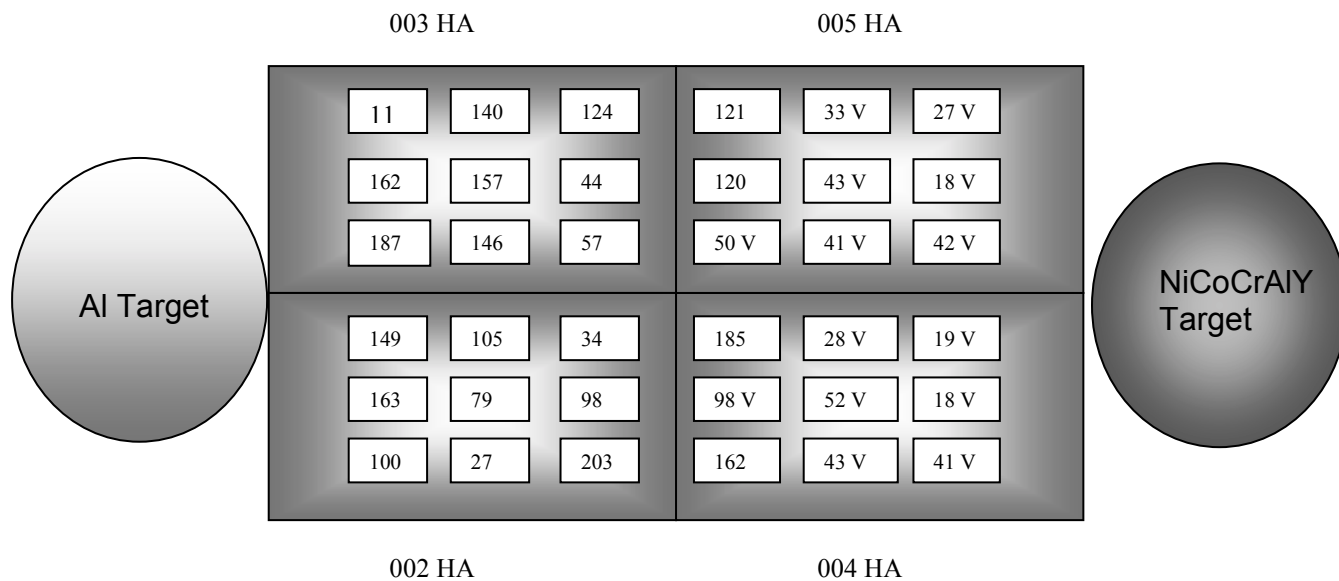 003 HA 005 HA
11 140 124 121 33 V 27 V
162 157 44 120 43 V 18 V
187 146 57 50 V 41 V 42 V
Al Target
NiCoCrAlY
Target
149 105 34 185 28 V 19 V
163 79 98 98 V 52 V 18 V
100 27 203 162 43 V 41 V
002 HA 004 HA